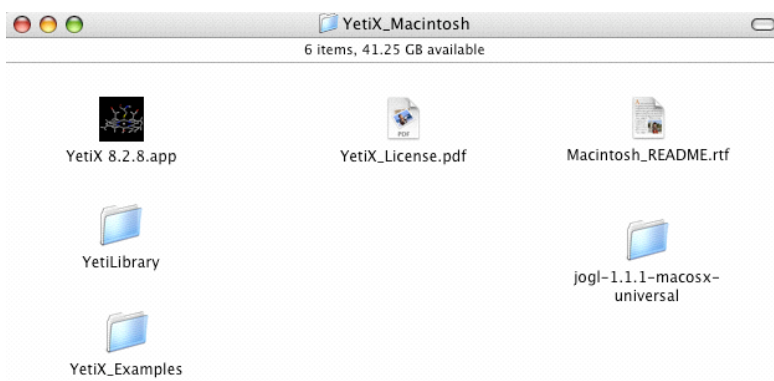 YetiX_Macintosh
6 items, 41.25 GB available
PDF
YetiX 8.2.8.app
YetiX_License.pdf
Macintosh_README.rtf
YetiLibrary
jogl-1.1.1-macosx-
universal
YetiX_Examples